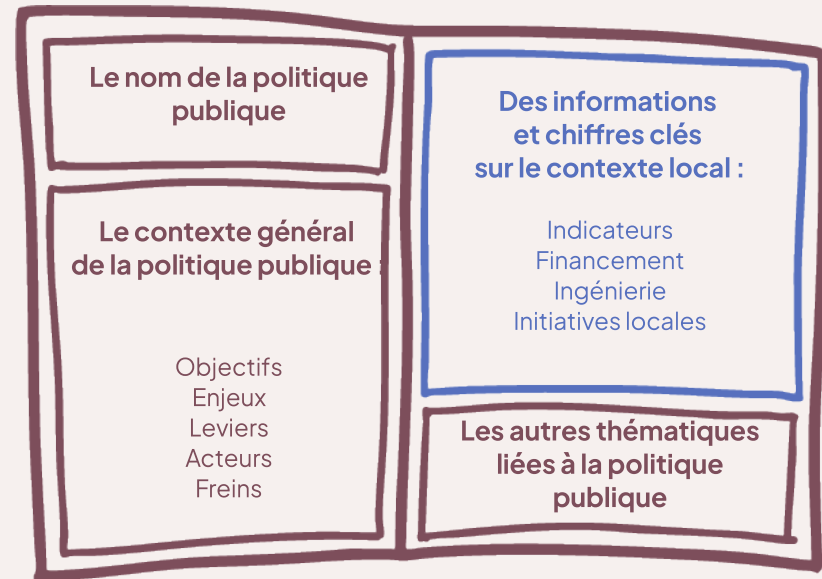 Le nom de la politique
publique
Le contexte général
de la politique publique :
Objectifs
Enjeux
Leviers
Acteurs
Freins
Des informations
et chiffres clés
sur le contexte local :
Indicateurs
Financement
Ingénierie
Initiatives locales
Les autres thématiques
liées à la politique
publique